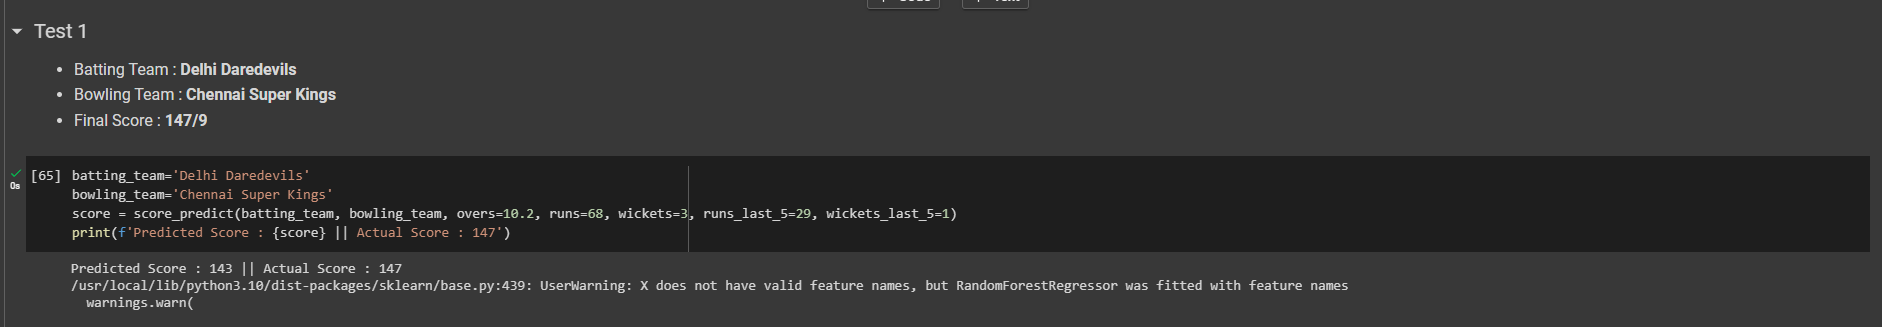 Test 1
• Batting Team : Delhi Daredevils
• Bowling Team : Chennai Super Kings
• Final Score : 147/9
0s
[65] batting_team='Delhi Daredevils'
bowling_team='Chennai Super Kings'
score = score_predict(batting_team, bowling_team, overs=10.2, runs=68, wickets=3, runs_last_5=29, wickets_last_5=1)
print(f'Predicted Score : {score} || Actual Score : 147')
Predicted Score : 143 || Actual Score : 147
/usr/local/lib/python3.10/dist-packages/sklearn/base.py:439: UserWarning: X does not have valid feature names, but RandomForestRegressor was fitted with feature names
warnings.warn(